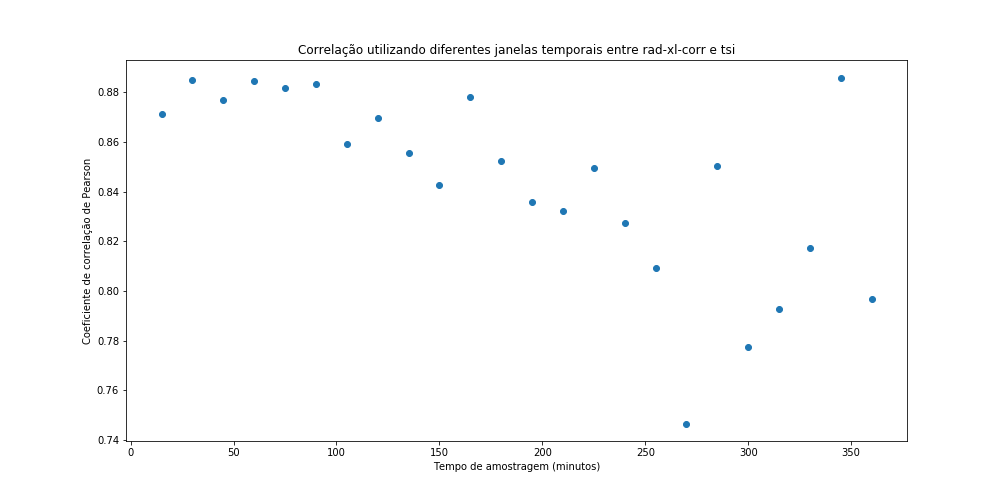 Correlação utilizando diferentes janelas temporais entre rad-xl-corr e tsi
Coeficiente de correlação de Pearson
0.88
0.86
0.84
0.82
0.80
0.78
0.76
0.74
0 50 100 150 200 250 300 350
Tempo de amostragem (minutos)